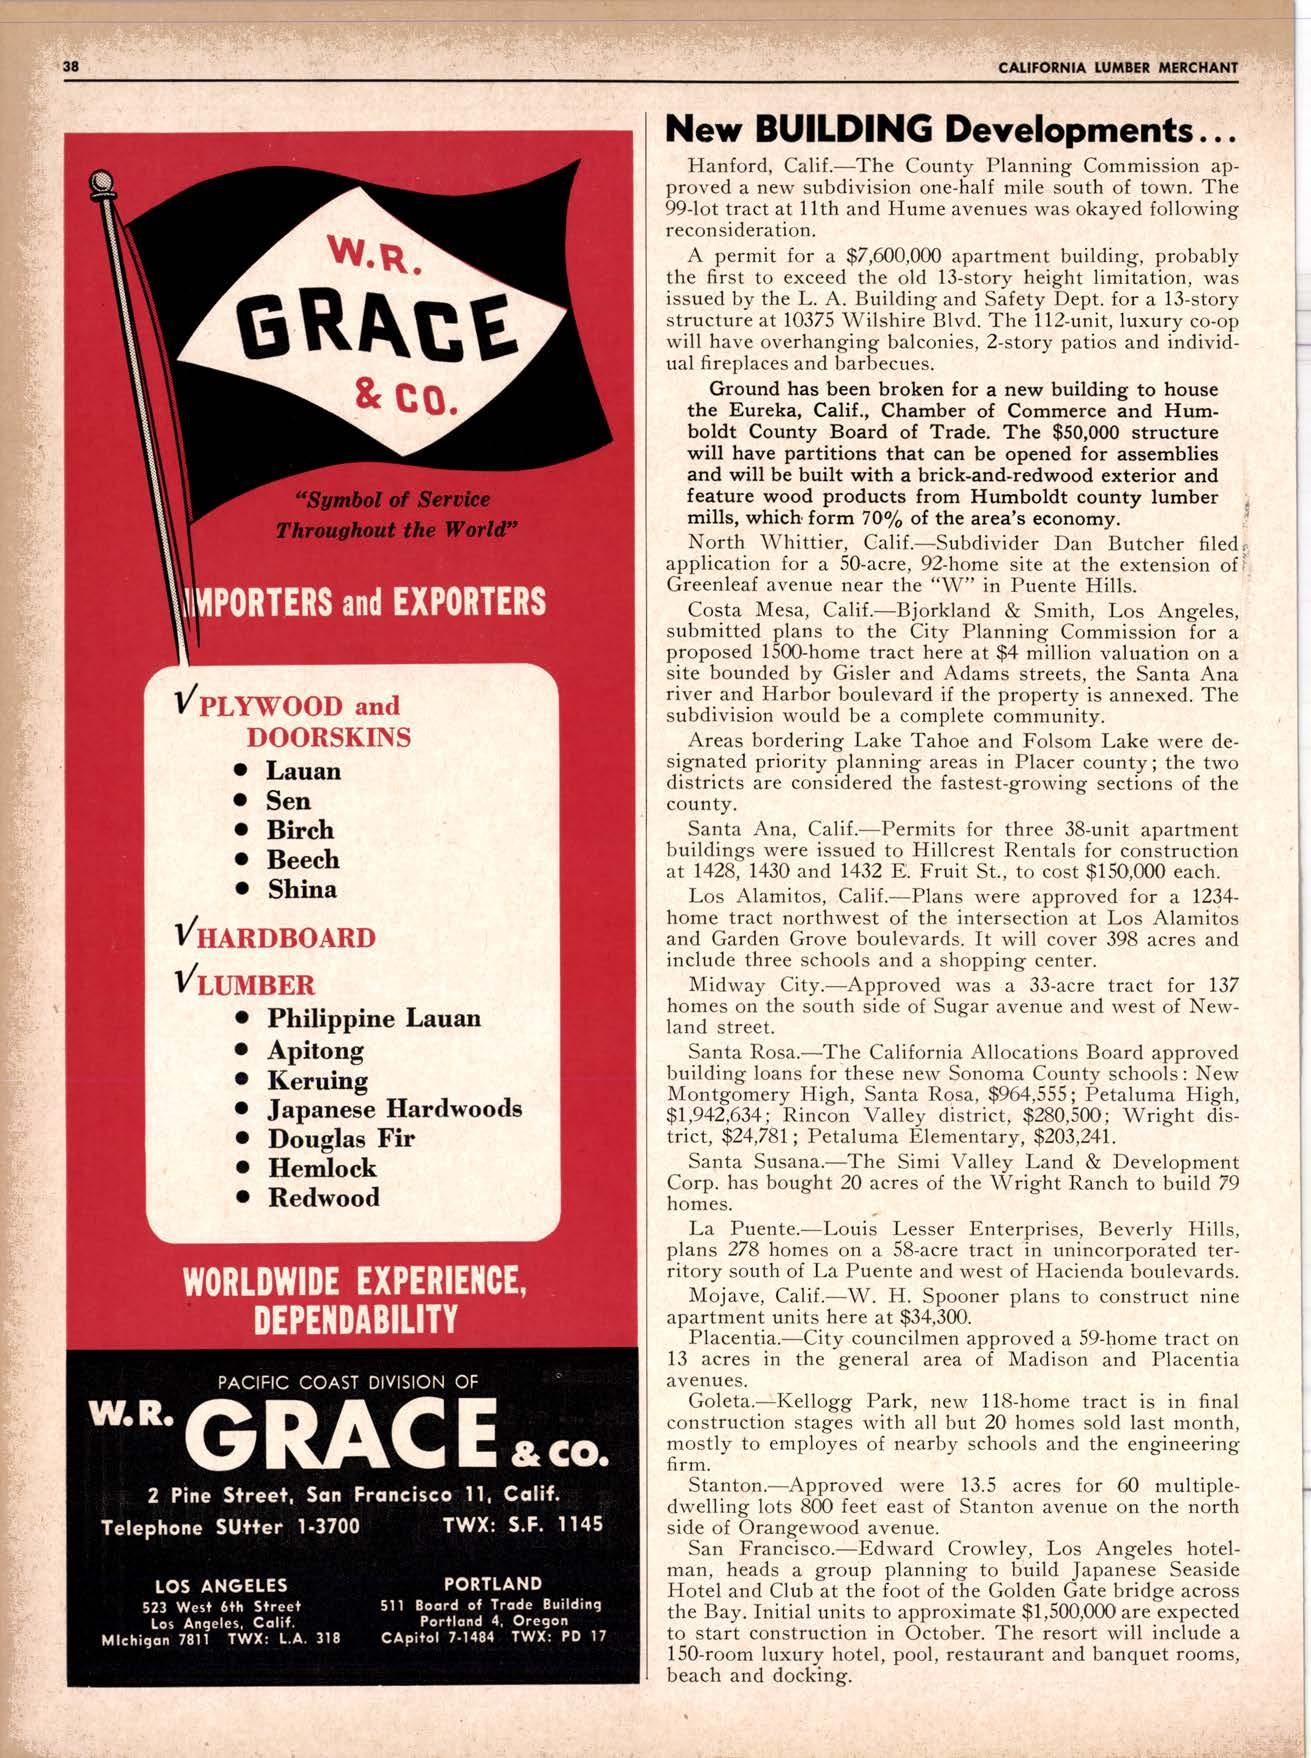 38
CALIFORNIA LUMBER MERCHANT
W.R.
GRACE
& CO.
"Symbol of Service
Throughout the World"
IMPORTERS and EXPORTERS
√ PLYWOOD and
DOORSKINS
• Lauan
• Sen
• Birch
• Beech
• Shina
√ HARDBOARD
√ LUMBER
• Philippine Lauan
• Apitong
• Keruing
• Japanese Hardwoods
• Douglas Fir
• Hemlock
• Redwood
WORLDWIDE EXPERIENCE,
DEPENDABILITY
PACIFIC COAST DIVISION OF
W.R. GRACE & CO.
2 Pine Street, San Francisco 11, Calif.
Telephone SUtter 1-3700 TWX: S.F. 1145
LOS ANGELES
523 West 6th Street
Los Angeles, Calif.
MIchigan 7811 TWX: L.A. 318
PORTLAND
511 Board of Trade Building
Portland 4, Oregon
CApitol 7-1484 TWX: PD 17
New BUILDING Developments...
Hanford, Calif.—The County Planning Commission ap-
proved a new subdivision one-half mile south of town. The
99-lot tract at 11th and Hume avenues was okayed following
reconsideration.
A permit for a $7,600,000 apartment building, probably
the first to exceed the old 13-story height limitation, was
issued by the L. A. Building and Safety Dept. for a 13-story
structure at 10375 Wilshire Blvd. The 112-unit, luxury co-op
will have overhanging balconies, 2-story patios and individ-
ual fireplaces and barbecues.
Ground has been broken for a new building to house
the Eureka, Calif., Chamber of Commerce and Hum-
boldt County Board of Trade. The $50,000 structure
will have partitions that can be opened for assemblies
and will be built with a brick-and-redwood exterior and
feature wood products from Humboldt county lumber
mills, which form 70% of the area's economy.
North Whittier, Calif.—Subdivider Dan Butcher filed
application for a 50-acre, 92-home site at the extension of
Greenleaf avenue near the "W" in Puente Hills.
Costa Mesa, Calif.—Bjorkland & Smith, Los Angeles,
submitted plans to the City Planning Commission for a
proposed 1500-home tract here at $4 million valuation on a
site bounded by Gisler and Adams streets, the Santa Ana
river and Harbor boulevard if the property is annexed. The
subdivision would be a complete community.
Areas bordering Lake Tahoe and Folsom Lake were de-
signated priority planning areas in Placer county; the two
districts are considered the fastest-growing sections of the
county.
Santa Ana, Calif.—Permits for three 38-unit apartment
buildings were issued to Hillcrest Rentals for construction
at 1428, 1430 and 1432 E. Fruit St., to cost $150,000 each.
Los Alamitos, Calif.—Plans were approved for a 1234-
home tract northwest of the intersection at Los Alamitos
and Garden Grove boulevards. It will cover 398 acres and
include three schools and a shopping center.
Midway City.—Approved was a 33-acre tract for 137
homes on the south side of Sugar avenue and west of New-
land street.
Santa Rosa.—The California Allocations Board approved
building loans for these new Sonoma County schools: New
Montgomery High, Santa Rosa, $964,555; Petaluma High,
$1,942,634; Rincon Valley district, $280,500; Wright dis-
trict, $24,781; Petaluma Elementary, $203,241.
Santa Susana.—The Simi Valley Land & Development
Corp. has bought 20 acres of the Wright Ranch to build 79
homes.
La Puente.—Louis Lesser Enterprises, Beverly Hills,
plans 278 homes on a 58-acre tract in unincorporated ter-
ritory south of La Puente and west of Hacienda boulevards.
Mojave, Calif.—W. H. Spooner plans to construct nine
apartment units here at $34,300.
Placentia.—City councilmen approved a 59-home tract on
13 acres in the general area of Madison and Placentia
avenues.
Goleta.—Kellogg Park, new 118-home tract is in final
construction stages with all but 20 homes sold last month,
mostly to employes of nearby schools and the engineering
firm.
Stanton.—Approved were 13.5 acres for 60 multiple-
dwelling lots 800 feet east of Stanton avenue on the north
side of Orangewood avenue.
San Francisco.—Edward Crowley, Los Angeles hotel-
man, heads a group planning to build Japanese Seaside
Hotel and Club at the foot of the Golden Gate bridge across
the Bay. Initial units to approximate $1,500,000 are expected
to start construction in October. The resort will include a
150-room luxury hotel, pool, restaurant and banquet rooms,
beach and docking.